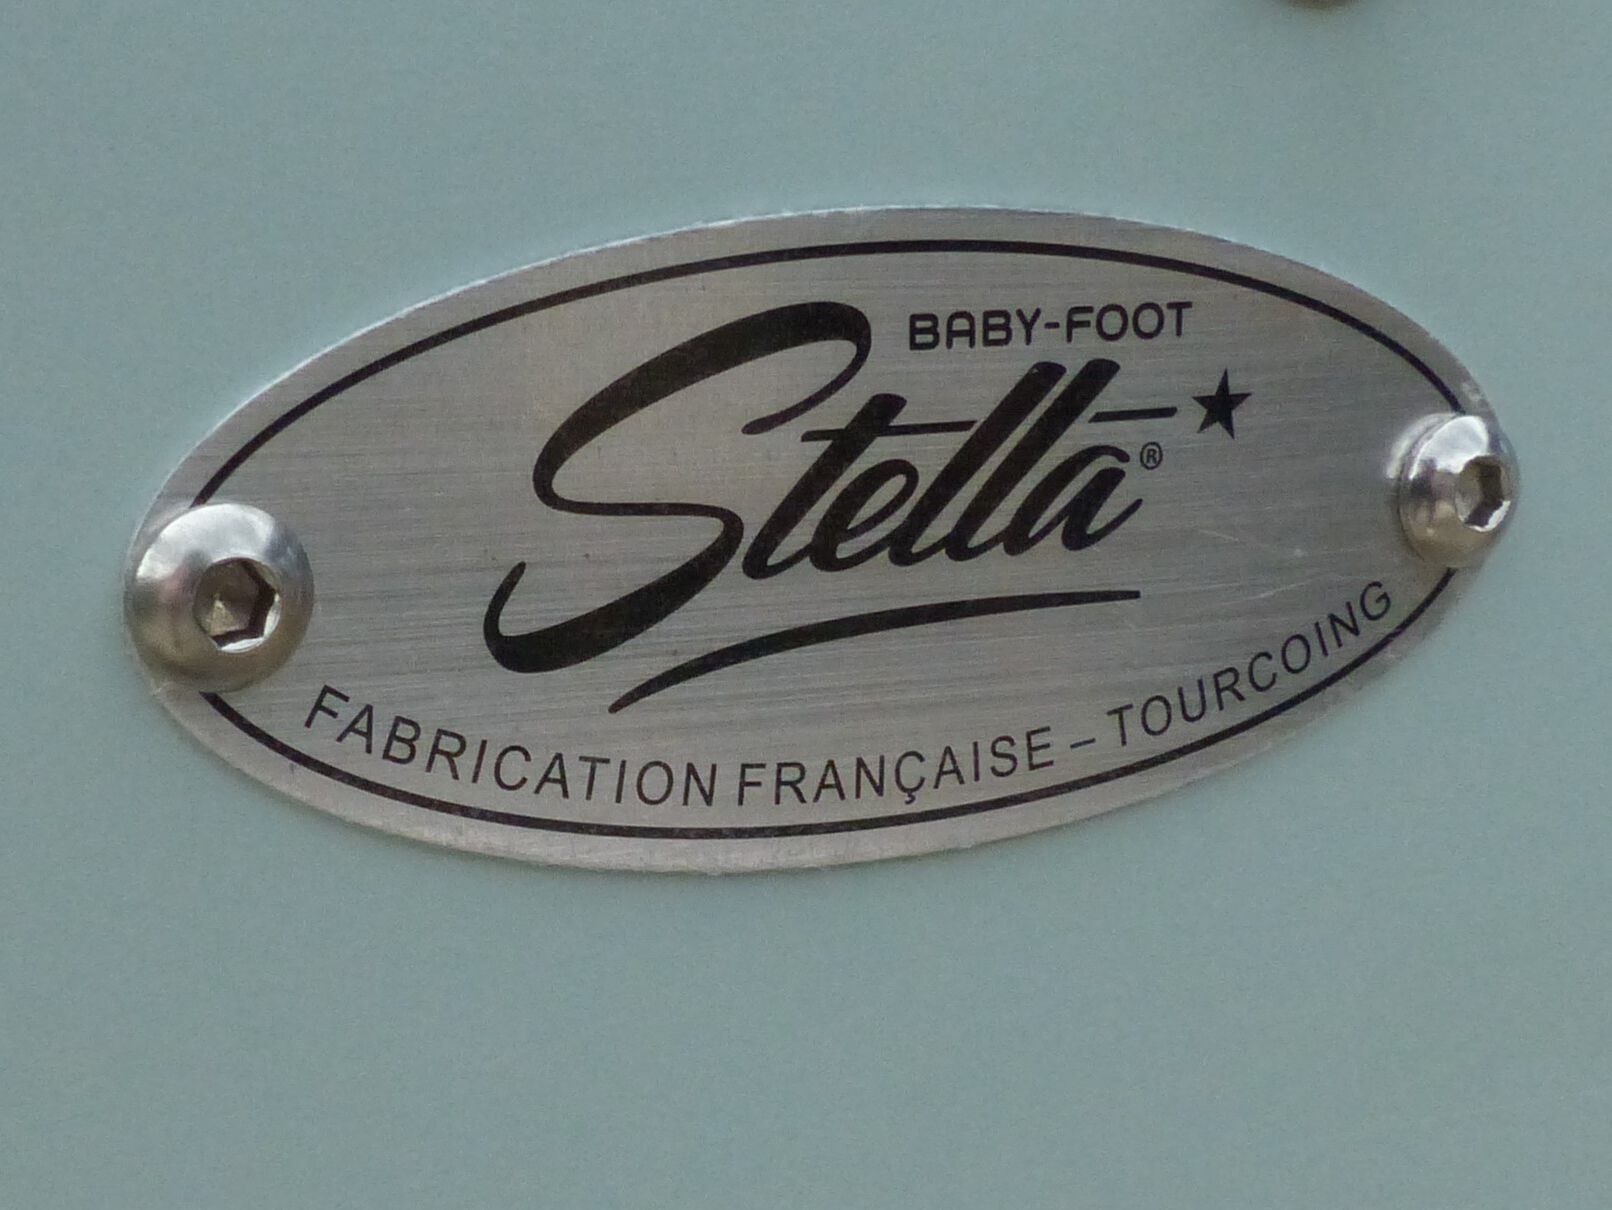 BABY-FOOT
Stella®
FABRICATION FRANÇAISE – TOURCOING